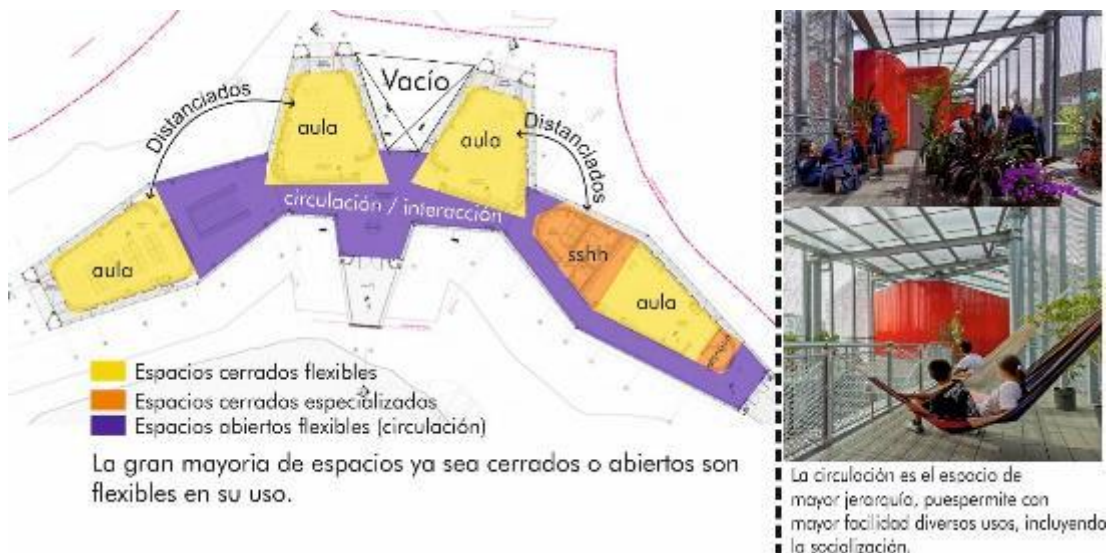 Vacío
Distanciados
aula
aula
Distanciados
circulación / interacción
aula
sshh
aula
Espacios cerrados flexibles
Espacios cerrados especializados
Espacios abiertos flexibles (circulación)
La gran mayoria de espacios ya sea cerrados o abiertos son
flexibles en su uso.
La circulación es el espacio de
mayor jerarquía, puespermite con
mayor facilidad diversos usos, incluyendo
la socialización.